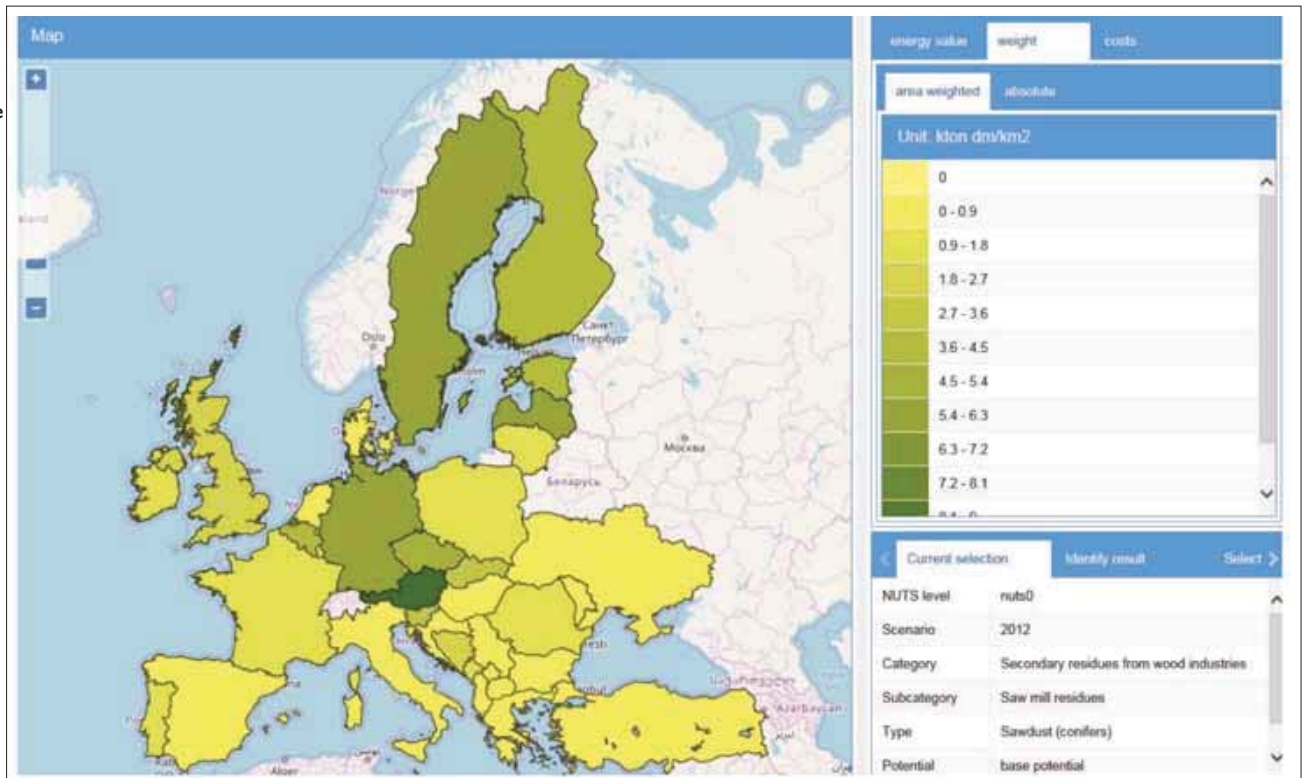 Map
energy value weight costs
area weighted absolute
Unit. kton dm/km2
0
0 - 0.9
0.9 - 1.8
1.8 - 2.7
2.7 - 3.6
3.6 - 4.5
4.5 - 5.4
5.4 - 6.3
6.3 - 7.2
7.2 - 8.1
8.1 - 9
Current selection Identify result Select
NUTS level nuts0
Scenario 2012
Category Secondary residues from wood industries
Subcategory Saw mill residues
Type Sawdust (conifers)
Potential base potential
Norge
Oslo
Санкт
Петербург
Москва
Беларусь
Alger